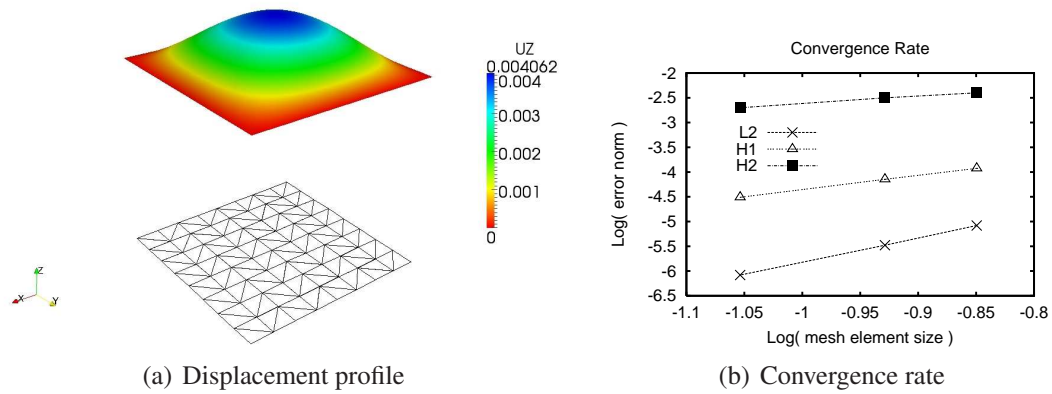 UZ
0.004062
0.004
0.003
0.002
0.001
0
Z
X
Y
(a) Displacement profile
Convergence Rate
Log( error norm )
-2
-2.5
-3
-3.5
-4
-4.5
-5
-5.5
-6
-6.5
L2
H1
H2
-1.1 -1.05 -1 -0.95 -0.9 -0.85 -0.8
Log( mesh element size )
(b) Convergence rate